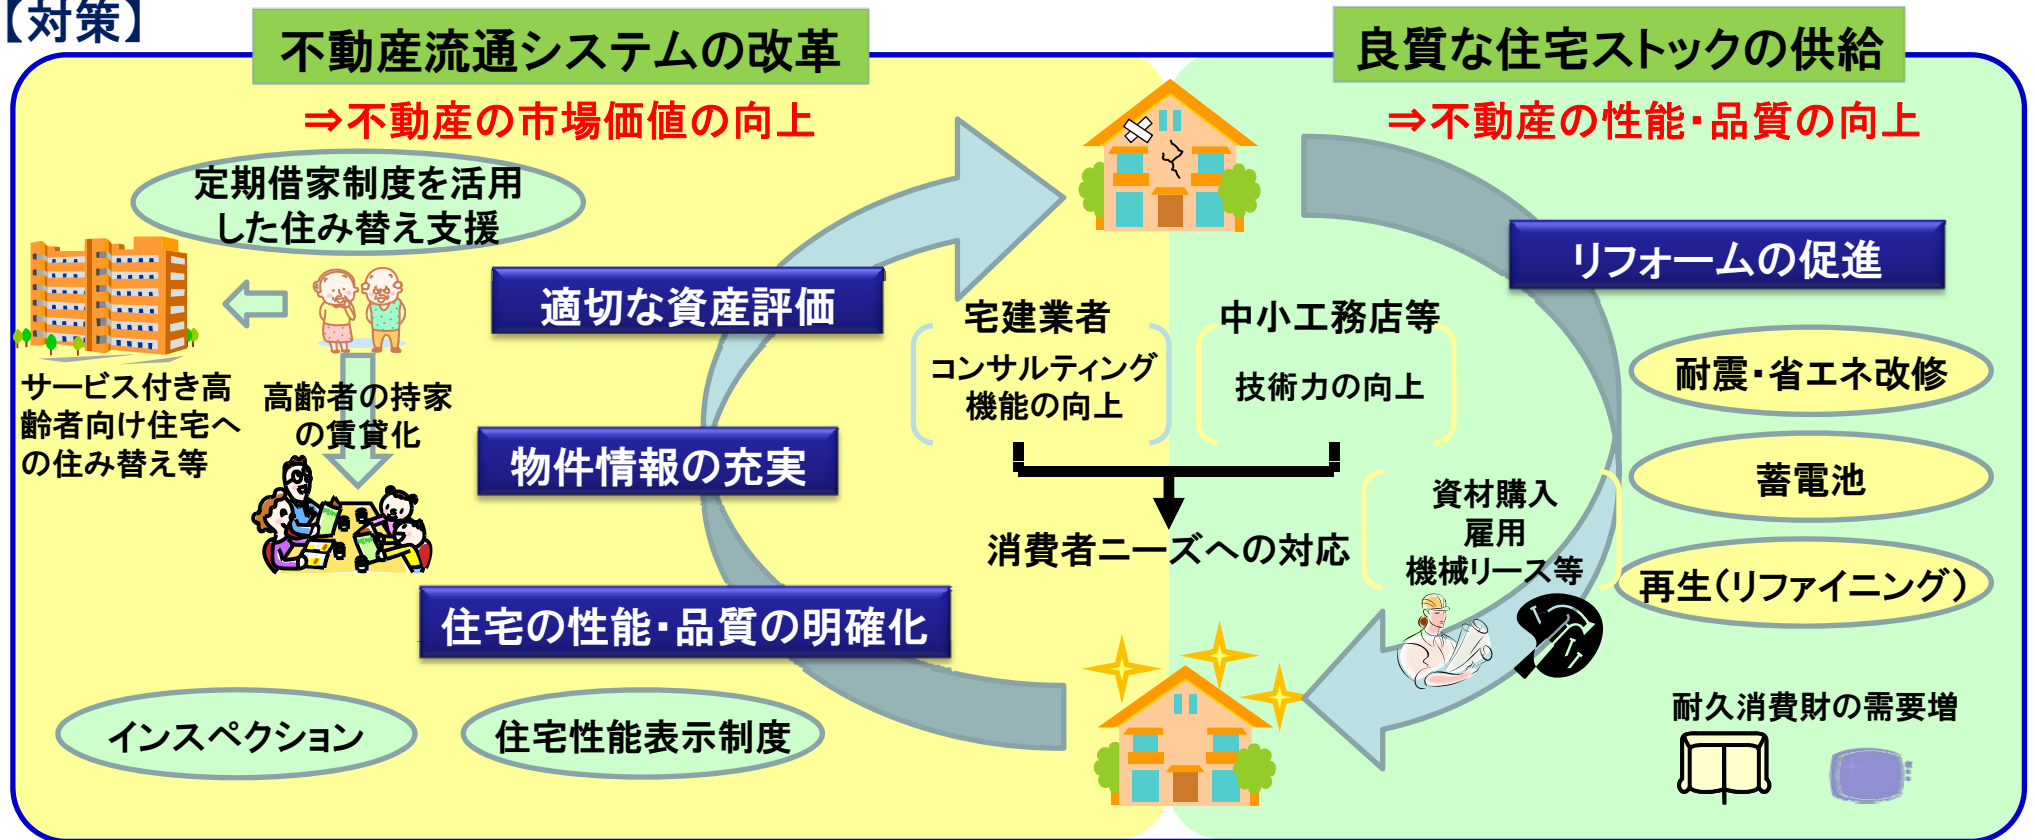 【対策】
不動産流通システムの改革
⇒不動産の市場価値の向上
定期借家制度を活用
した住み替え支援
サービス付き高
齢者向け住宅へ
の住み替え等
高齢者の持家
の賃貸化
適切な資産評価
物件情報の充実
住宅の性能・品質の明確化
インスペクション
住宅性能表示制度
宅建業者
コンサルティング
機能の向上
中小工務店等
技術力の向上
消費者ニーズへの対応
良質な住宅ストックの供給
⇒不動産の性能・品質の向上
リフォームの促進
耐震・省エネ改修
蓄電池
再生(リファイニング)
資材購入
雇用
機械リース等
耐久消費財の需要増